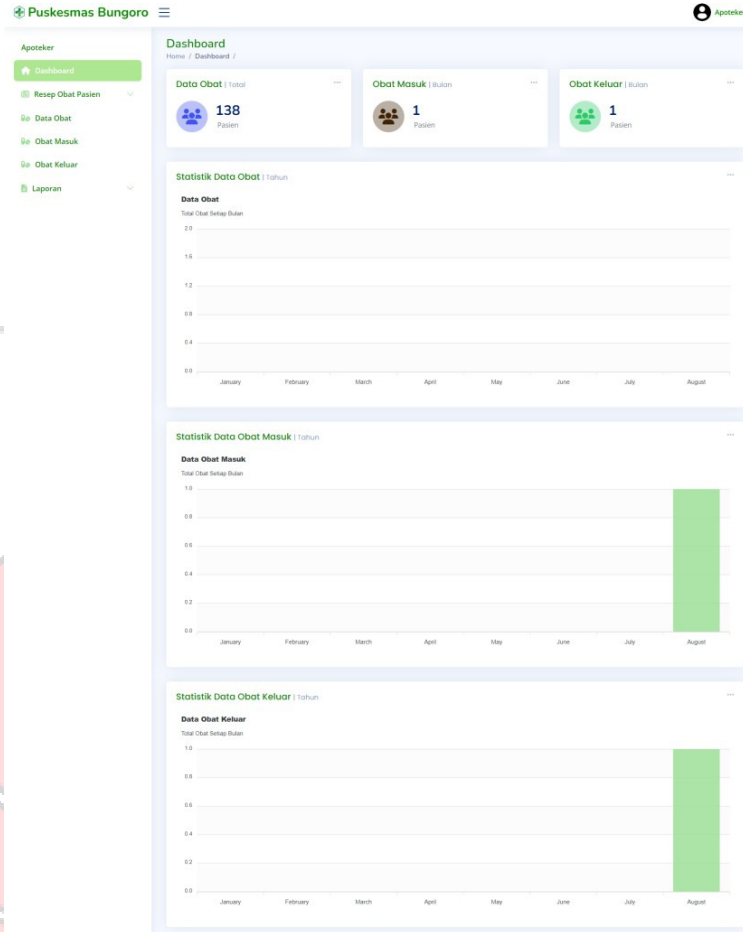 Puskesmas Bungoro
Apoteker
Apoteker
Dashboard
Resep Obat Pasien
Data Obat
Obat Masuk
Obat Keluar
Laporan
Dashboard
Home / Dashboard /
Data Obat | Total
138
Pasien
Obat Masuk | Bulan
1
Pasien
Obat Keluar | Bulan
1
Pasien
Statistik Data Obat | Tahun
Data Obat
Total Obat Setiap Bulan
2.0
1.6
1.2
0.8
0.4
0.0
January February March April May June July August
Statistik Data Obat Masuk | Tahun
Data Obat Masuk
Total Obat Setiap Bulan
1.0
0.8
0.6
0.4
0.2
0.0
January February March April May June July August
Statistik Data Obat Keluar | Tahun
Data Obat Keluar
Total Obat Setiap Bulan
1.0
0.8
0.6
0.4
0.2
0.0
January February March April May June July August